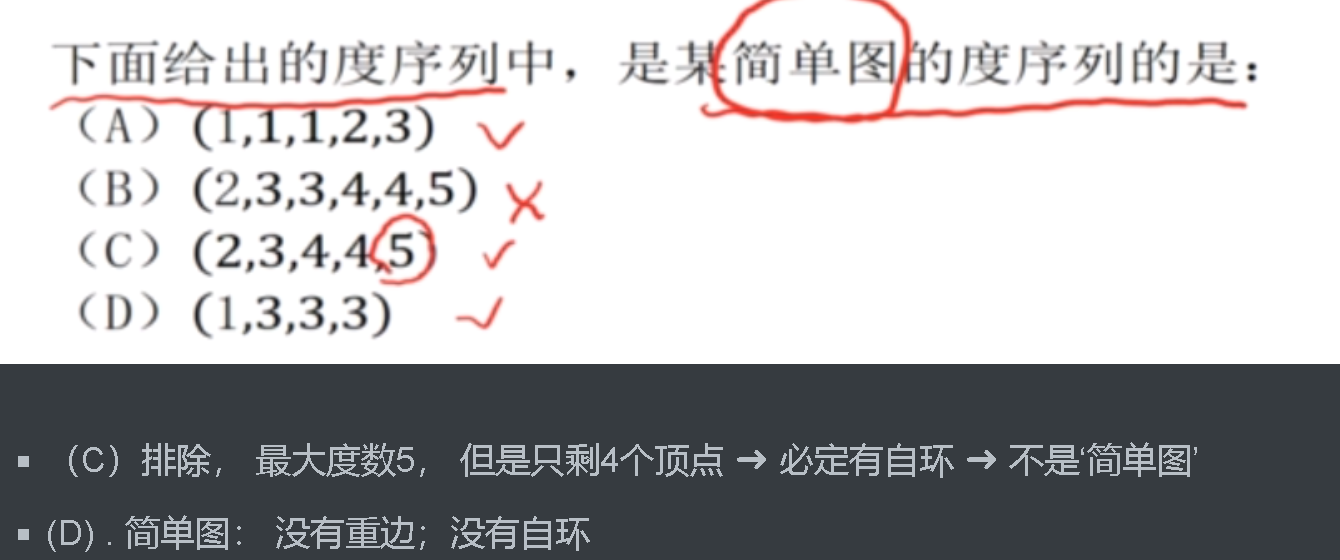 下面给出的度序列中，是某简单图的度序列的是：
（A）(1,1,1,2,3)
（B）(2,3,3,4,4,5)
（C）(2,3,4,4,5)
（D）(1,3,3,3)
▪ （C）排除， 最大度数5， 但是只剩4个顶点 → 必定有自环 → 不是‘简单图’
▪ (D) . 简单图： 没有重边；没有自环